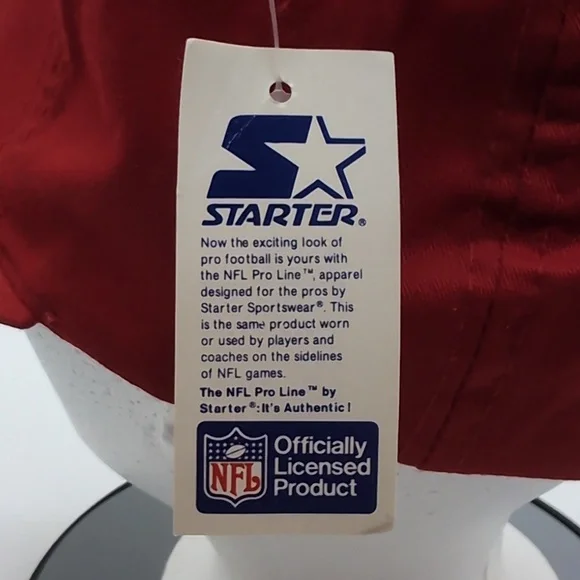 STARTER®
Now the exciting look of
pro football is yours with
the NFL Pro Line™, apparel
designed for the pros by
Starter Sportswear®. This
is the same product worn
or used by players and
coaches on the sidelines
of NFL games.
The NFL Pro Line™ by
Starter®: It's Authentic!
NFL
Officially
Licensed
Product